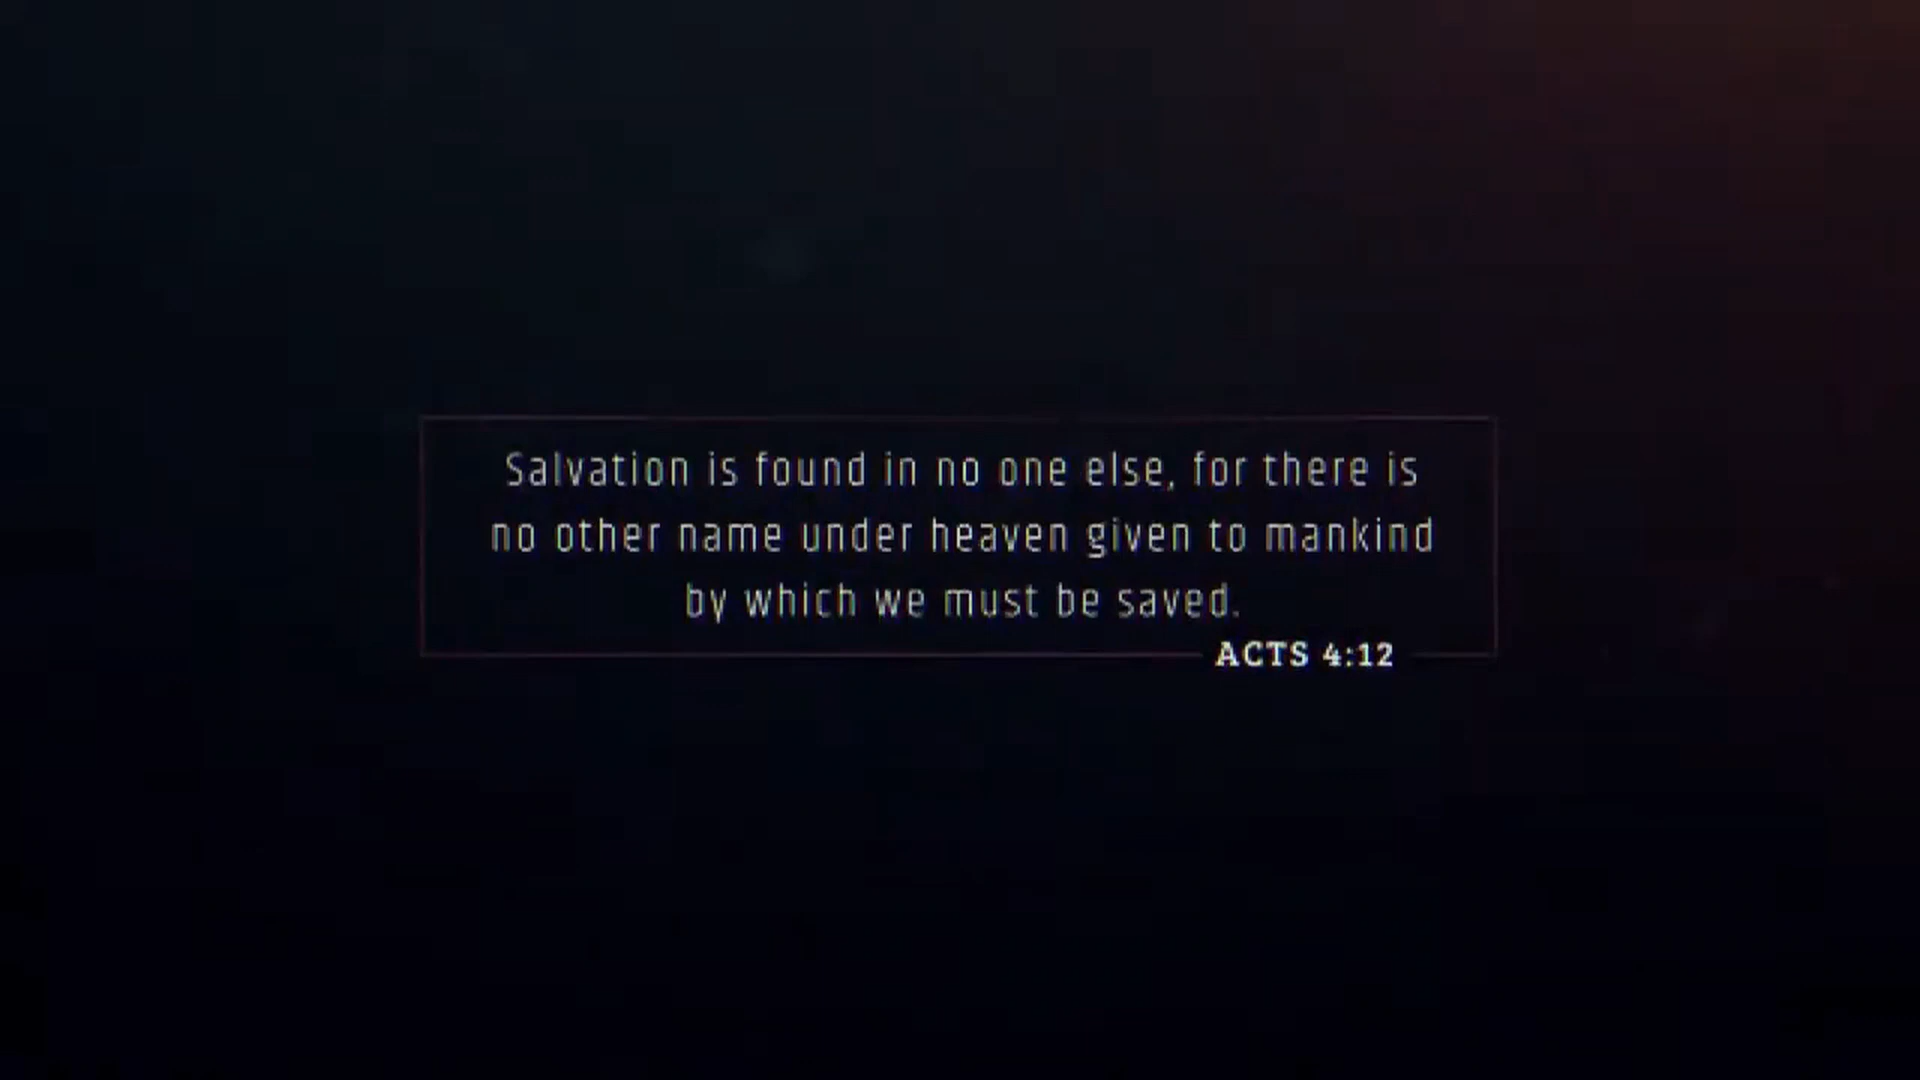 Salvation is found in no one else, for there is
no other name under heaven given to mankind
by which we must be saved.
ACTS 4:12